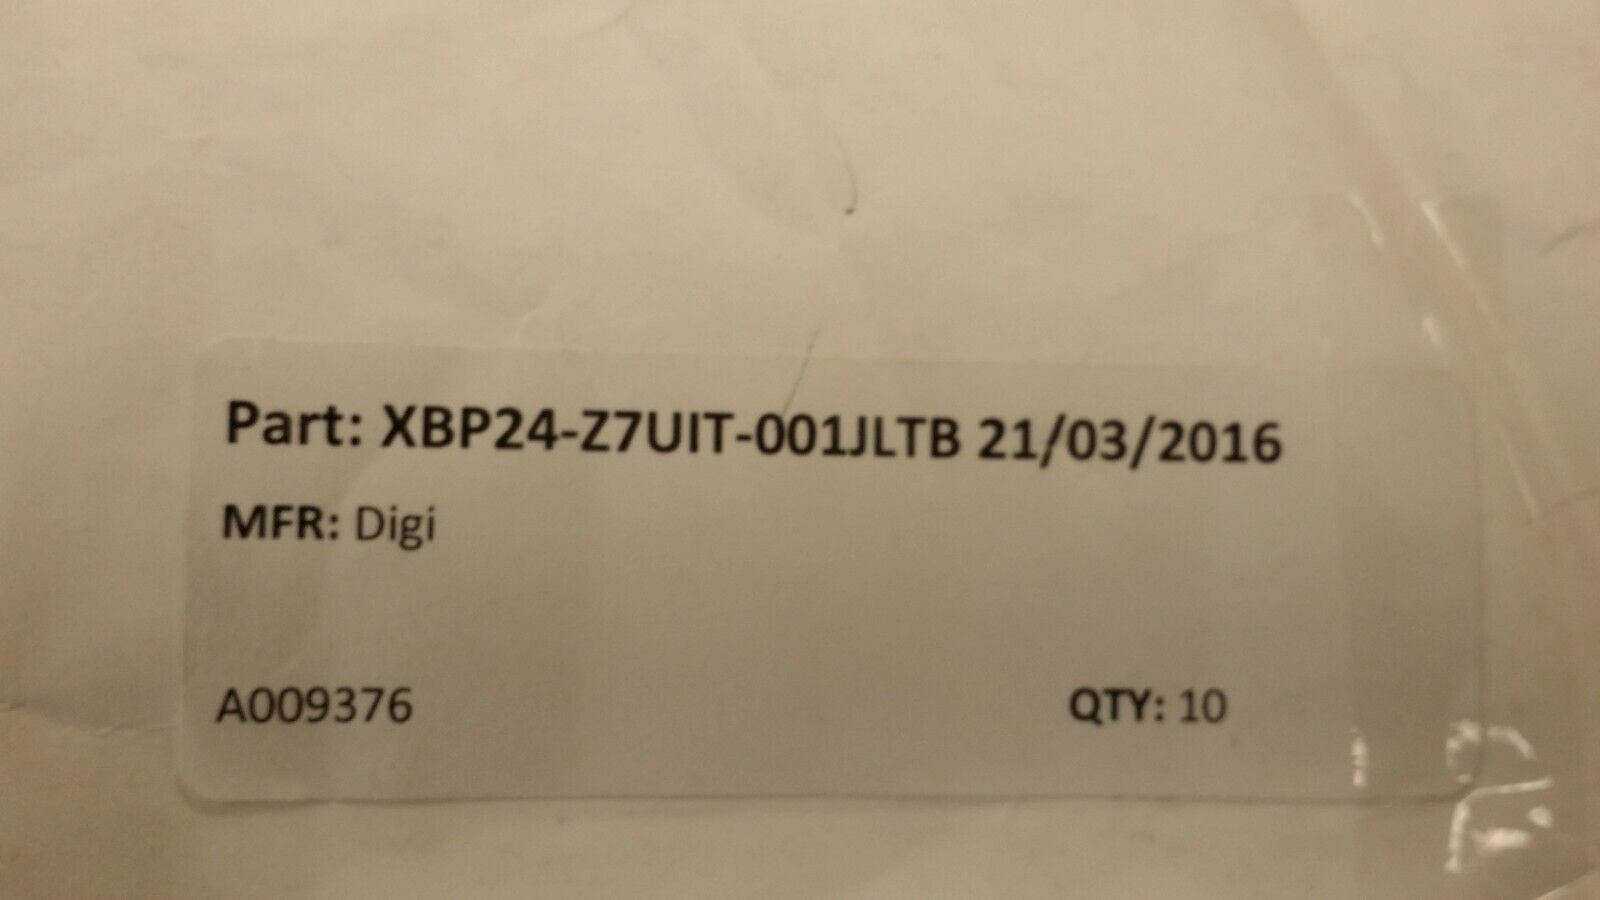 Part: XBP24-Z7UIT-001JLTB 21/03/2016
MFR: Digi
A009376 QTY: 10